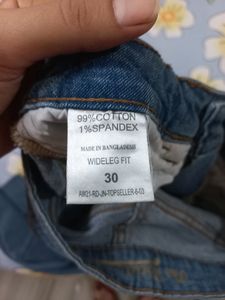 99%COTTON
1%SPANDEX
MADE IN BANGLADESH
WIDELEG FIT
30